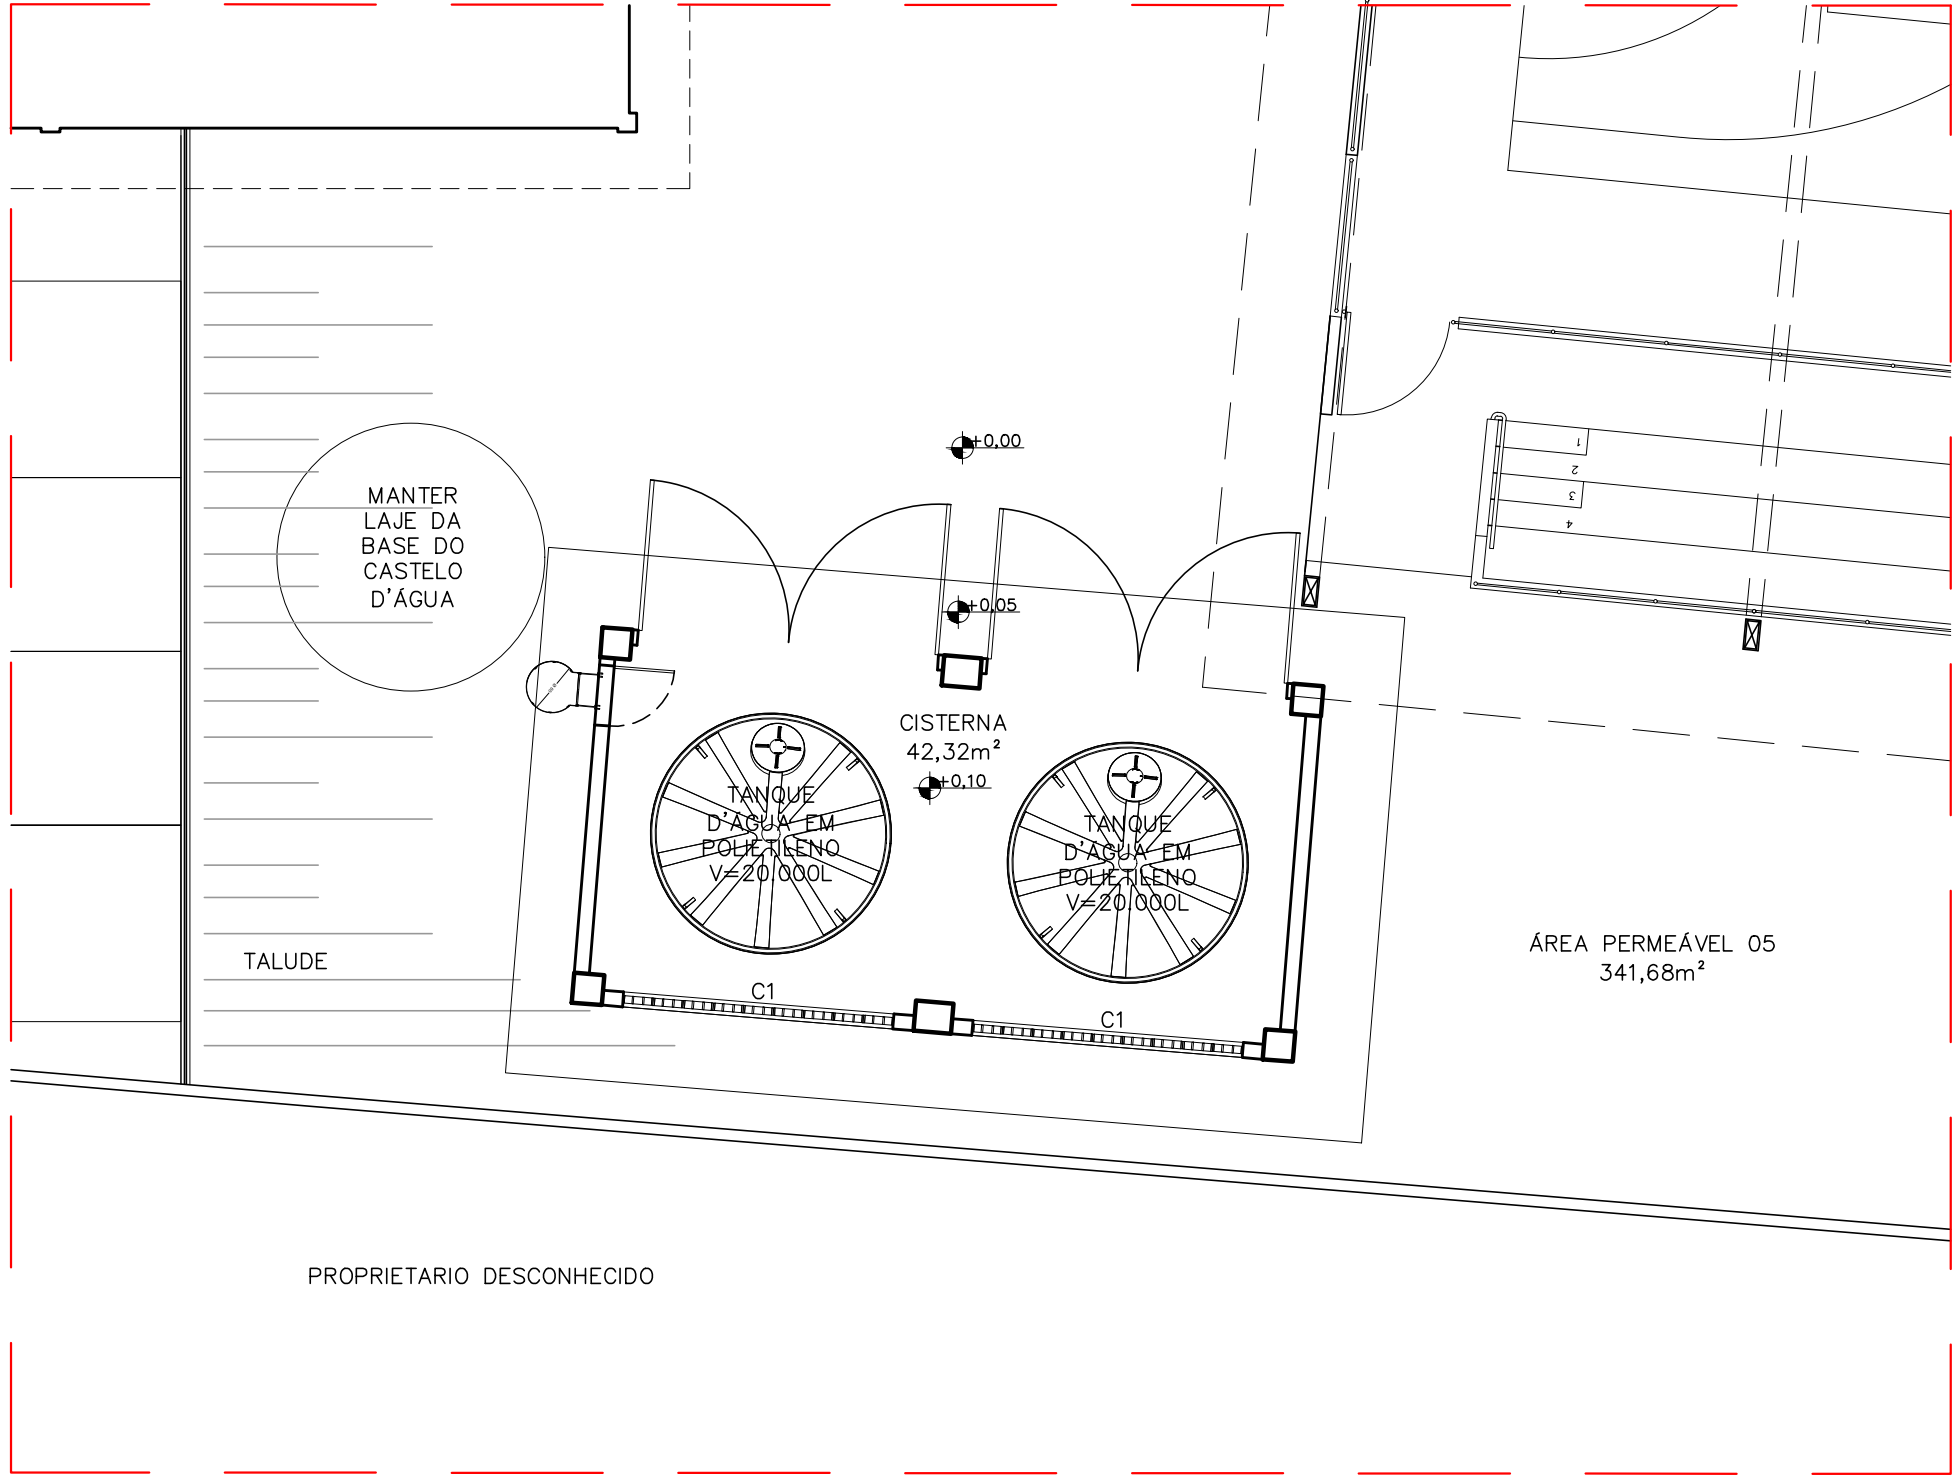 +0,00
1
2
3
4
MANTER
LAJE DA
BASE DO
CASTELO
D'ÁGUA
+0,05
CISTERNA
42,32m²
+0,10
TANQUE
D'ÁGUA EM
POLIETILENO
V=20.000L
TANQUE
D'ÁGUA EM
POLIETILENO
V=20.000L
ÁREA PERMEÁVEL 05
341,68m²
TALUDE
C1
C1
PROPRIETARIO DESCONHECIDO